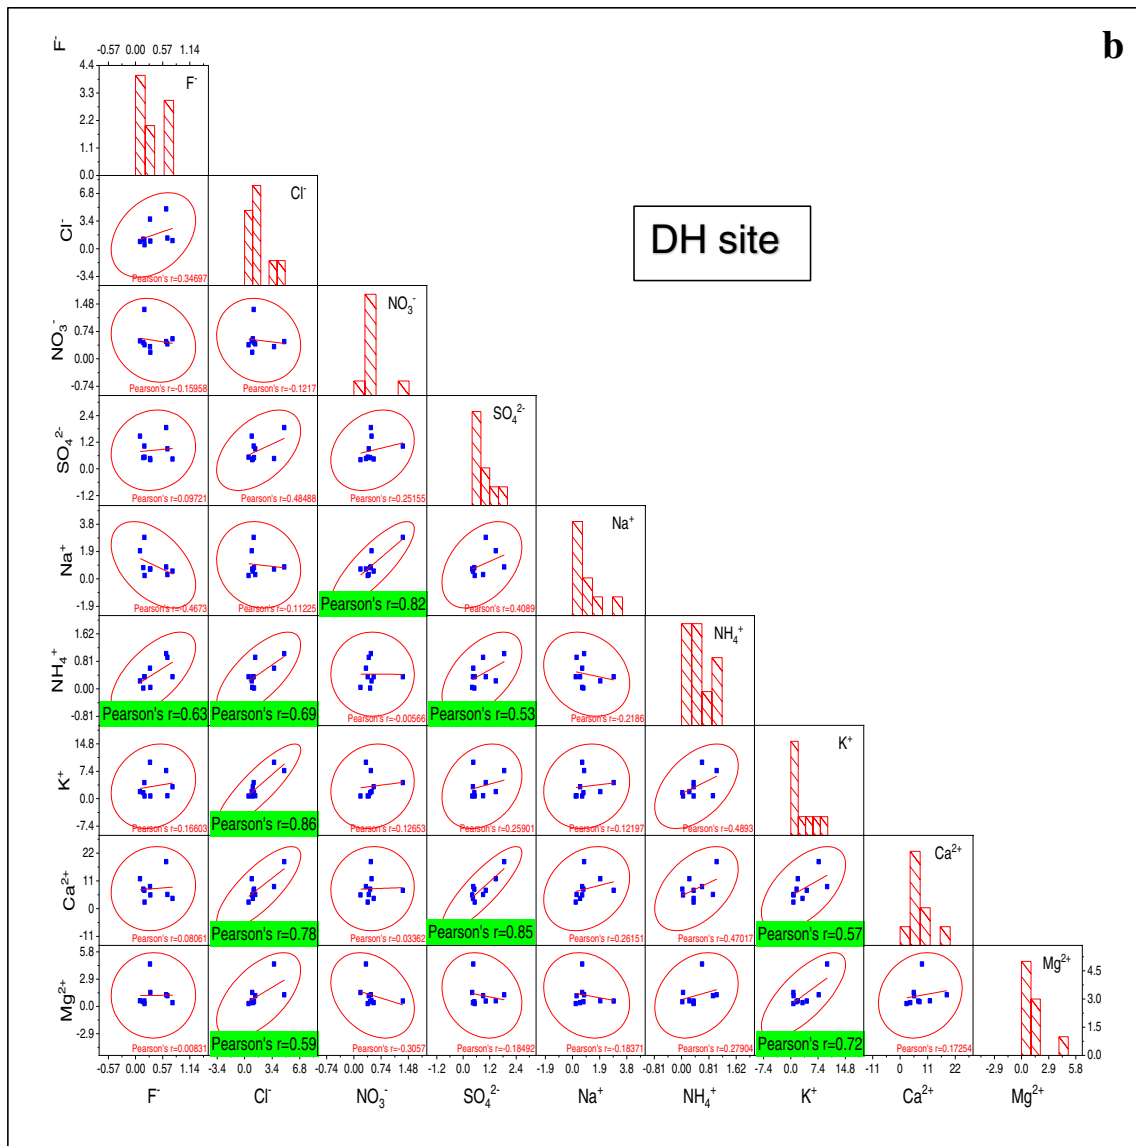 b
F⁻
-0.57 0.00 0.57 1.14
4.4
3.3
2.2
1.1
0.0
F⁻
Cl⁻
6.8
3.4
0.0
-3.4
Pearson's r=0.34697
Cl⁻
DH site
NO₃⁻
1.48
0.74
0.00
-0.74
Pearson's r=-0.15958
Pearson's r=-0.1217
NO₃⁻
SO₄²⁻
2.4
1.2
0.0
-1.2
Pearson's r=0.09721
Pearson's r=0.48488
Pearson's r=0.25155
SO₄²⁻
Na⁺
3.8
1.9
0.0
-1.9
Pearson's r=-0.4673
Pearson's r=-0.11225
Pearson's r=0.82
Pearson's r=0.4089
Na⁺
NH₄⁺
1.62
0.81
0.00
-0.81
Pearson's r=0.63
Pearson's r=0.69
Pearson's r=-0.00566
Pearson's r=0.53
Pearson's r=-0.2186
NH₄⁺
K⁺
14.8
7.4
0.0
-7.4
Pearson's r=0.16603
Pearson's r=0.86
Pearson's r=0.12653
Pearson's r=0.25901
Pearson's r=0.12197
Pearson's r=0.4893
K⁺
Ca²⁺
22
11
0
-11
Pearson's r=0.08061
Pearson's r=0.78
Pearson's r=0.03362
Pearson's r=0.85
Pearson's r=0.26151
Pearson's r=0.47017
Pearson's r=0.57
Ca²⁺
Mg²⁺
5.8
2.9
0.0
-2.9
Pearson's r=0.00831
Pearson's r=0.59
Pearson's r=-0.3057
Pearson's r=-0.18492
Pearson's r=-0.18371
Pearson's r=0.27904
Pearson's r=0.72
Pearson's r=0.17254
Mg²⁺
4.5
3.0
1.5
0.0
-0.57 0.00 0.57 1.14
-3.4 0.0 3.4 6.8
-0.74 0.00 0.74 1.48
-1.2 0.0 1.2 2.4
-1.9 0.0 1.9 3.8
-0.81 0.00 0.81 1.62
-7.4 0.0 7.4 14.8
-11 0 11 22
-2.9 0.0 2.9 5.8
F⁻ Cl⁻ NO₃⁻ SO₄²⁻ Na⁺ NH₄⁺ K⁺ Ca²⁺ Mg²⁺